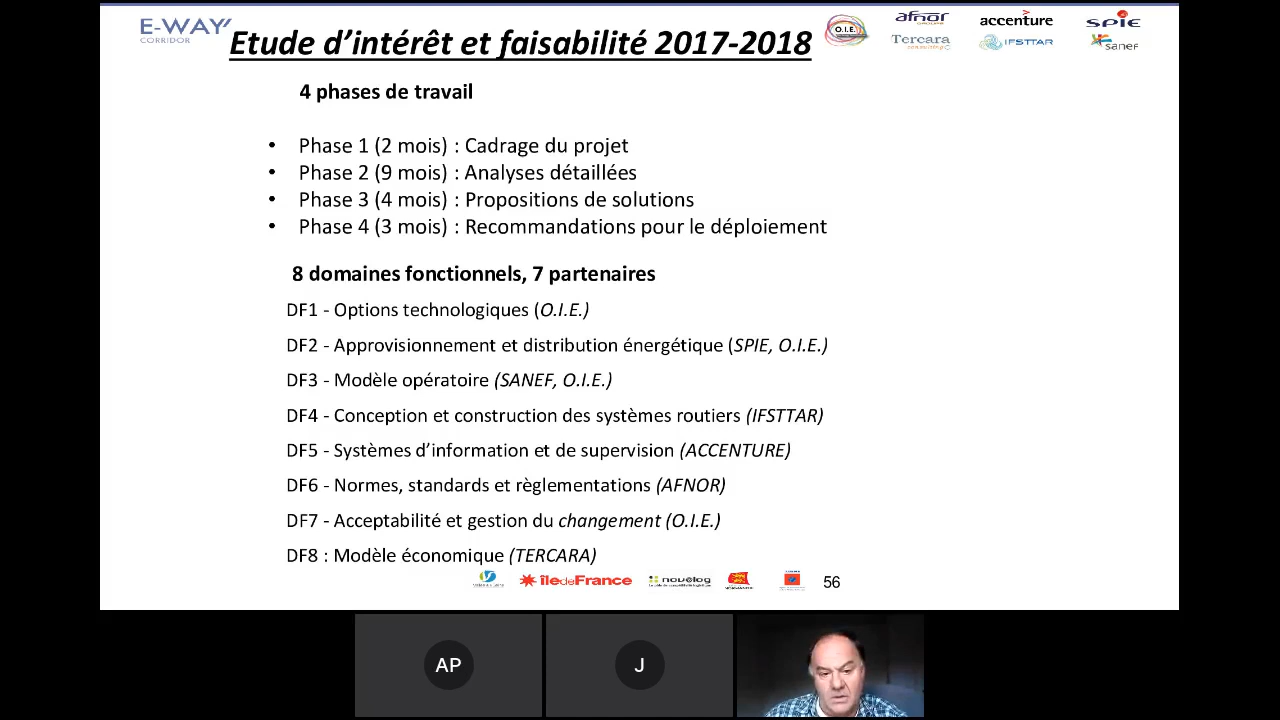 E-WAY
CORRIDOR
Etude d'intérêt et faisabilité 2017-2018
O.I.E.
afnor
GROUPE
accenture
SPIE
Tercara
consulting
IFSTTAR
sanef
4 phases de travail
• Phase 1 (2 mois) : Cadrage du projet
• Phase 2 (9 mois) : Analyses détaillées
• Phase 3 (4 mois) : Propositions de solutions
• Phase 4 (3 mois) : Recommandations pour le déploiement
8 domaines fonctionnels, 7 partenaires
DF1 - Options technologiques (O.I.E.)
DF2 - Approvisionnement et distribution énergétique (SPIE, O.I.E.)
DF3 - Modèle opératoire (SANEF, O.I.E.)
DF4 - Conception et construction des systèmes routiers (IFSTTAR)
DF5 - Systèmes d'information et de supervision (ACCENTURE)
DF6 - Normes, standards et règlementations (AFNOR)
DF7 - Acceptabilité et gestion du changement (O.I.E.)
DF8 : Modèle économique (TERCARA)
îledeFrance
novelog
56
AP
J